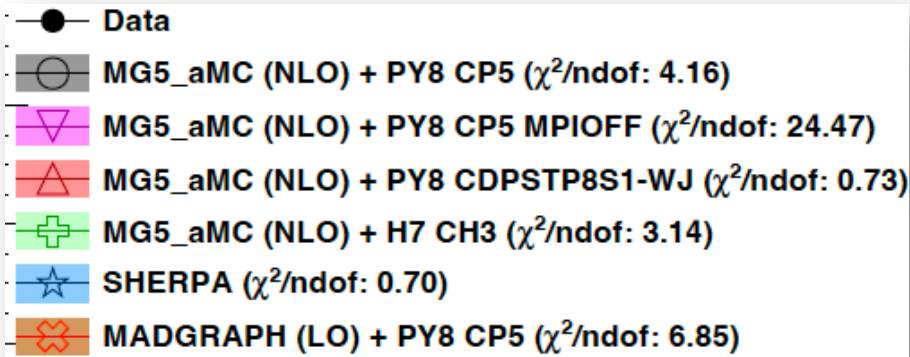 Data
MG5_aMC (NLO) + PY8 CP5 (χ²/ndof: 4.16)
MG5_aMC (NLO) + PY8 CP5 MPIOFF (χ²/ndof: 24.47)
MG5_aMC (NLO) + PY8 CDPSTP8S1-WJ (χ²/ndof: 0.73)
MG5_aMC (NLO) + H7 CH3 (χ²/ndof: 3.14)
SHERPA (χ²/ndof: 0.70)
MADGRAPH (LO) + PY8 CP5 (χ²/ndof: 6.85)